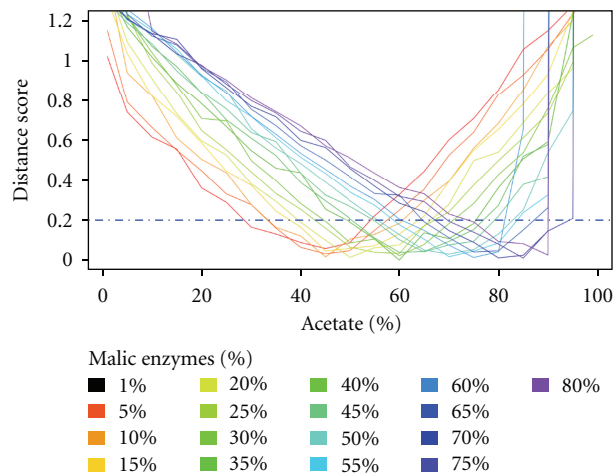 1.2
1
0.8
0.6
0.4
0.2
0
Distance score
0 20 40 60 80 100
Acetate (%)
Malic enzymes (%)
1% 20% 40% 60% 80%
5% 25% 45% 65%
10% 30% 50% 70%
15% 35% 55% 75%